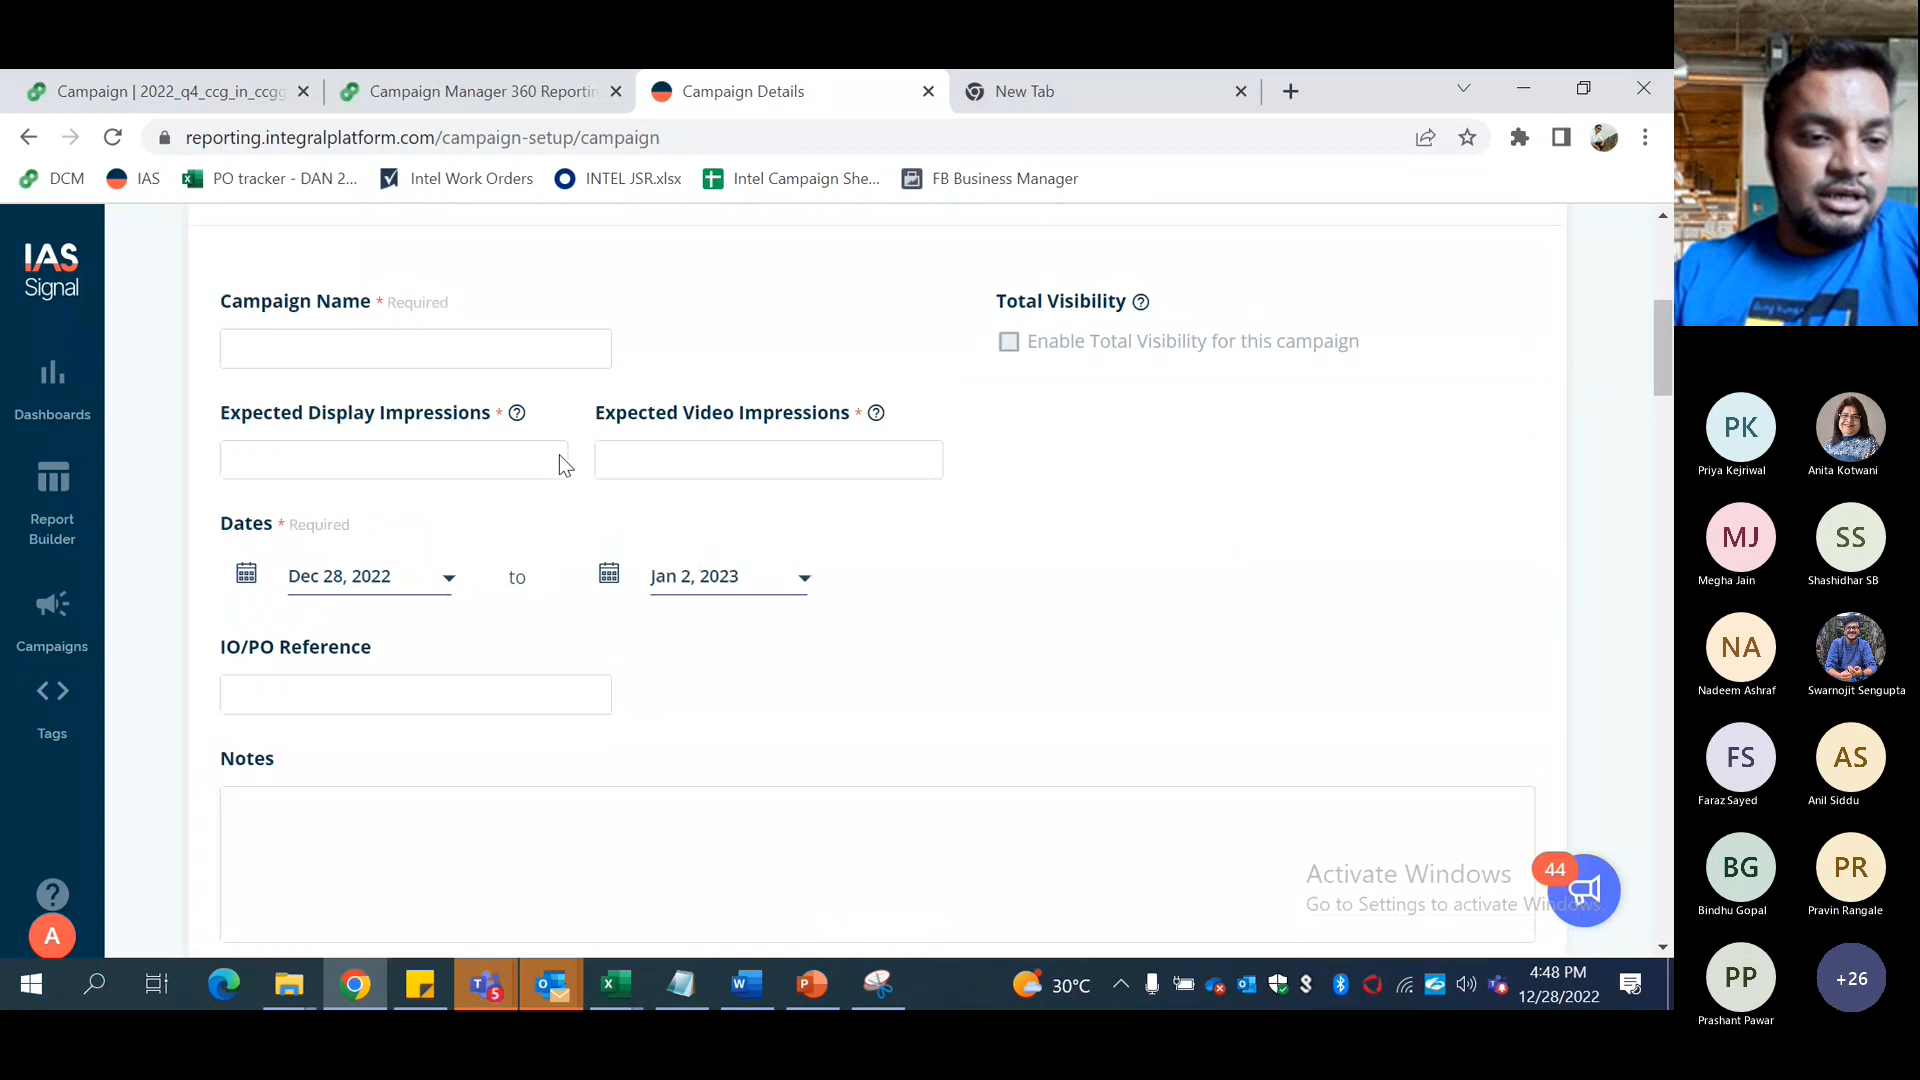 Campaign | 2022_q4_ccg_in_ccgg
Campaign Manager 360 Reportin
Campaign Details
New Tab
reporting.integralplatform.com/campaign-setup/campaign
DCM
IAS
PO tracker - DAN 2...
Intel Work Orders
INTEL JSR.xlsx
Intel Campaign She...
FB Business Manager
IAS
Signal
Dashboards
Report
Builder
Campaigns
Tags
A
Campaign Name * Required
Total Visibility
Enable Total Visibility for this campaign
Expected Display Impressions *
Expected Video Impressions *
Dates * Required
Dec 28, 2022
to
Jan 2, 2023
IO/PO Reference
Notes
Activate Windows
Go to Settings to activate Windows.
44
5
30°C
4:48 PM
12/28/2022
PK
Priya Kejriwal
Anita Kotwani
MJ
Megha Jain
SS
Shashidhar SB
NA
Nadeem Ashraf
Swarnojit Sengupta
FS
Faraz Sayed
AS
Anil Siddu
BG
Bindhu Gopal
PR
Pravin Rangale
PP
Prashant Pawar
+26